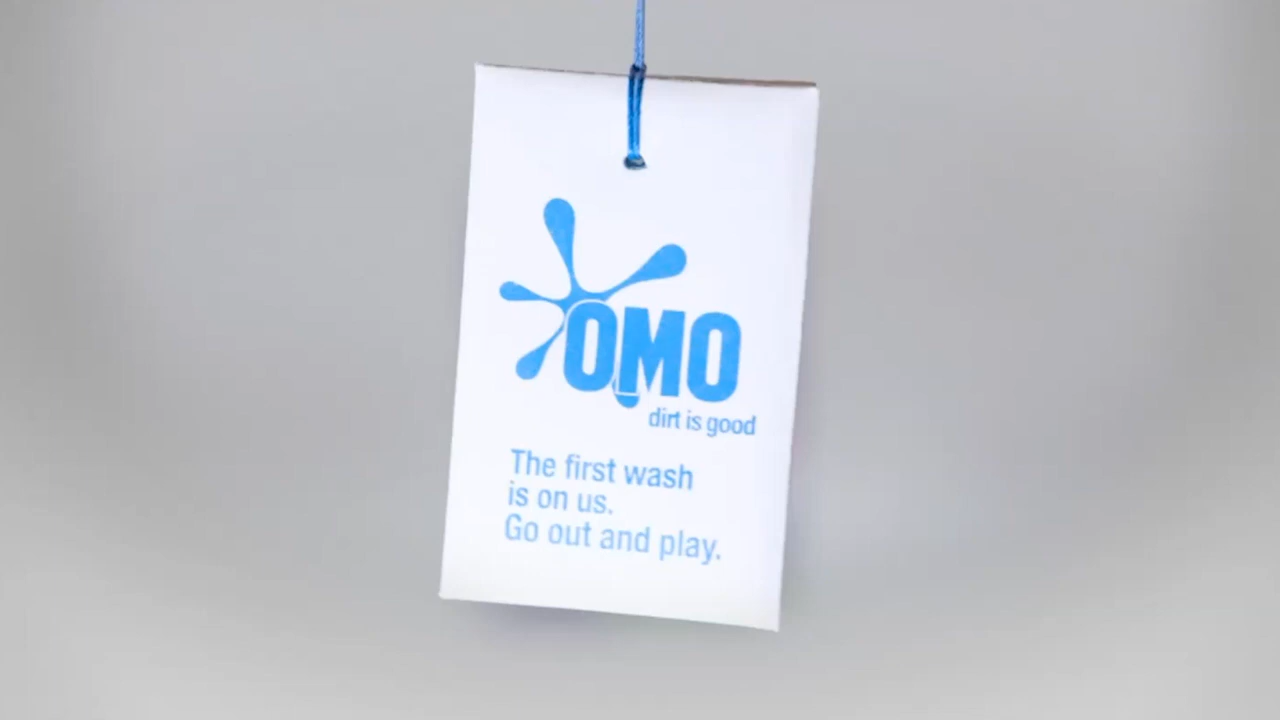 OMO
dirt is good
The first wash
is on us.
Go out and play.